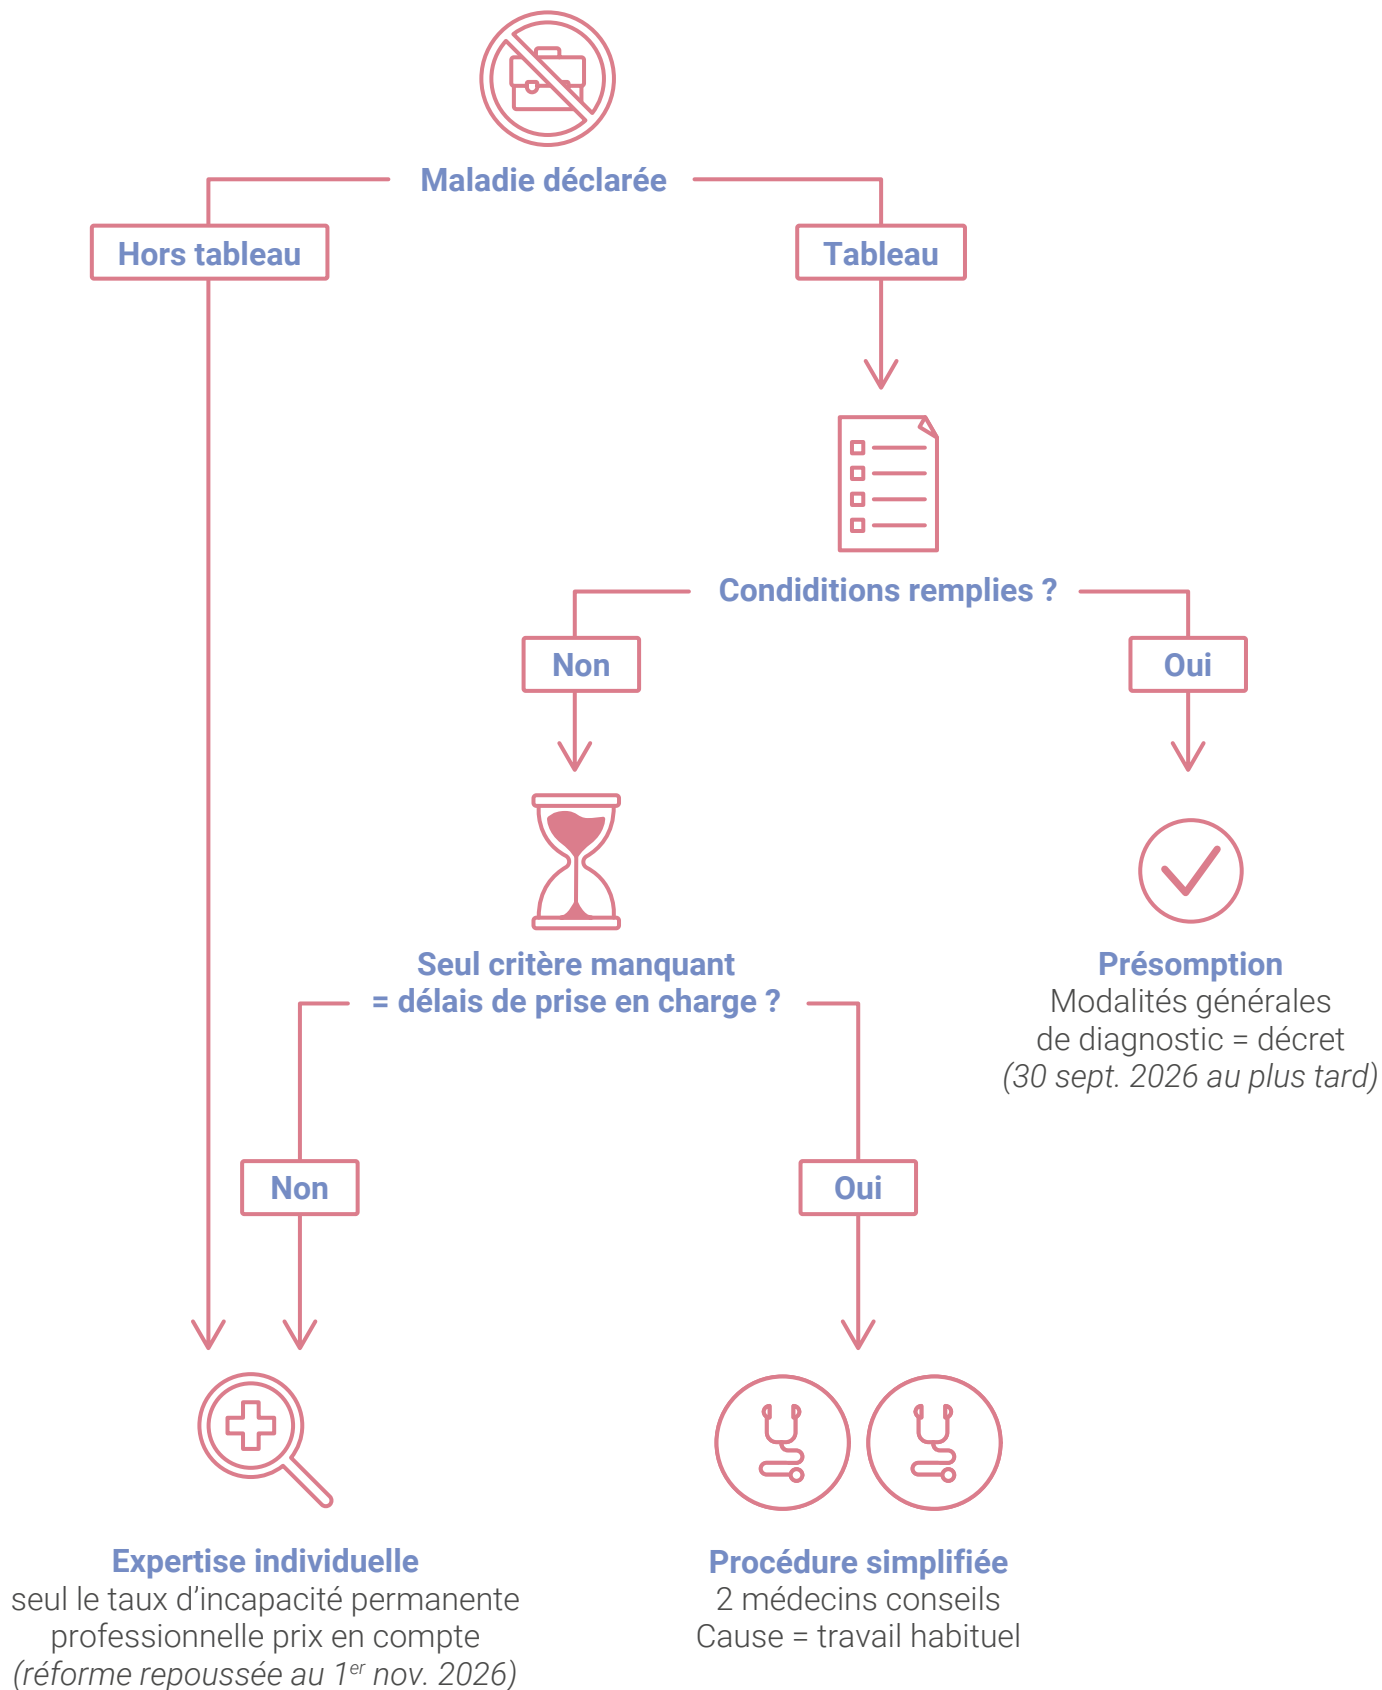 Maladie déclarée
Hors tableau
Tableau
Condiditions remplies ?
Non
Oui
Seul critère manquant
= délais de prise en charge ?
Présomption
Modalités générales
de diagnostic = décret
(30 sept. 2026 au plus tard)
Non
Oui
Expertise individuelle
seul le taux d’incapacité permanente
professionnelle prix en compte
(réforme repoussée au 1er nov. 2026)
Procédure simplifiée
2 médecins conseils
Cause = travail habituel